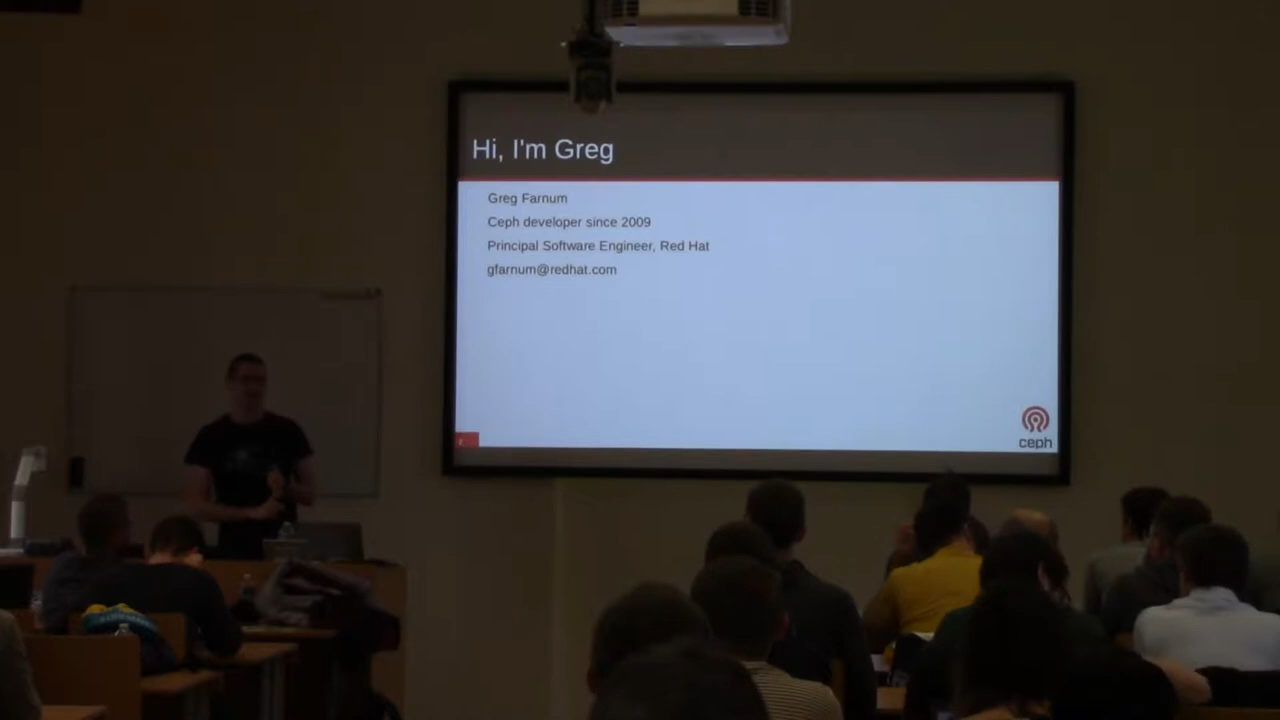 Hi, I'm Greg
Greg Farnum
Ceph developer since 2009
Principal Software Engineer, Red Hat
gfarnum@redhat.com
ceph